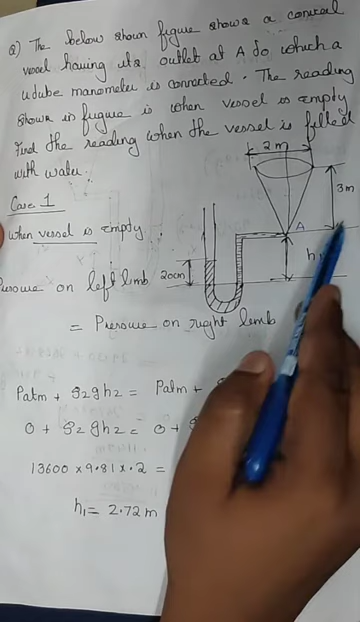 Q) The below shown figure shows a conical
vessel having its outlet at A to which a
U tube manometer is connected. The reading
shown in figure is when vessel is empty
Find the reading when the vessel is filled
with water.
2m
3m
Case 1
when vessel is empty.
A
Pressure on left limb
20cm
h
= Pressure on right limb
Patm + S2gh2 = Patm +
0 + S2gh2 = 0 +
13600 x 9.81 x .2 =
h1 = 2.72 m